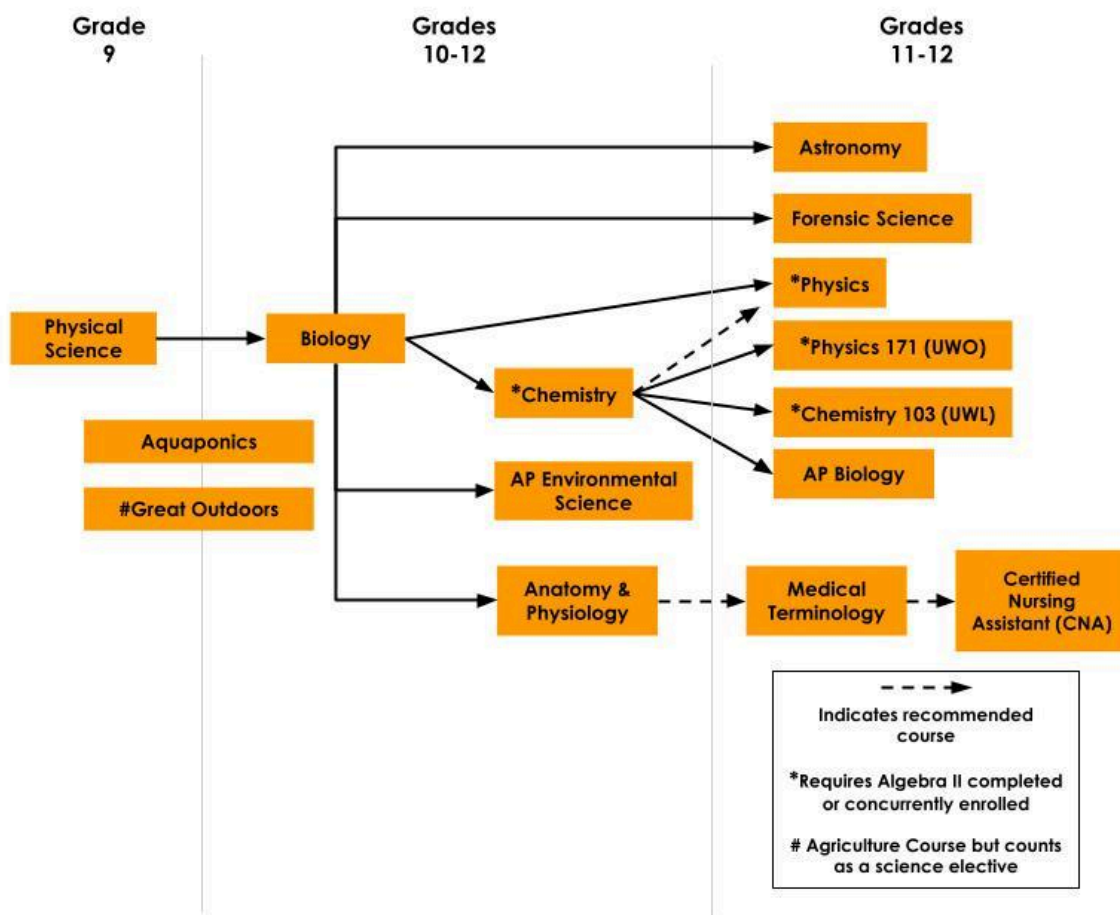 Grade
9
Grades
10-12
Grades
11-12
Astronomy
Forensic Science
*Physics
Physical
Science
Biology
*Physics 171 (UWO)
*Chemistry
*Chemistry 103 (UWL)
Aquaponics
AP Biology
AP Environmental
Science
#Great Outdoors
Anatomy &
Physiology
Medical
Terminology
Certified
Nursing
Assistant (CNA)
Indicates recommended
course
*Requires Algebra II completed
or concurrently enrolled
# Agriculture Course but counts
as a science elective